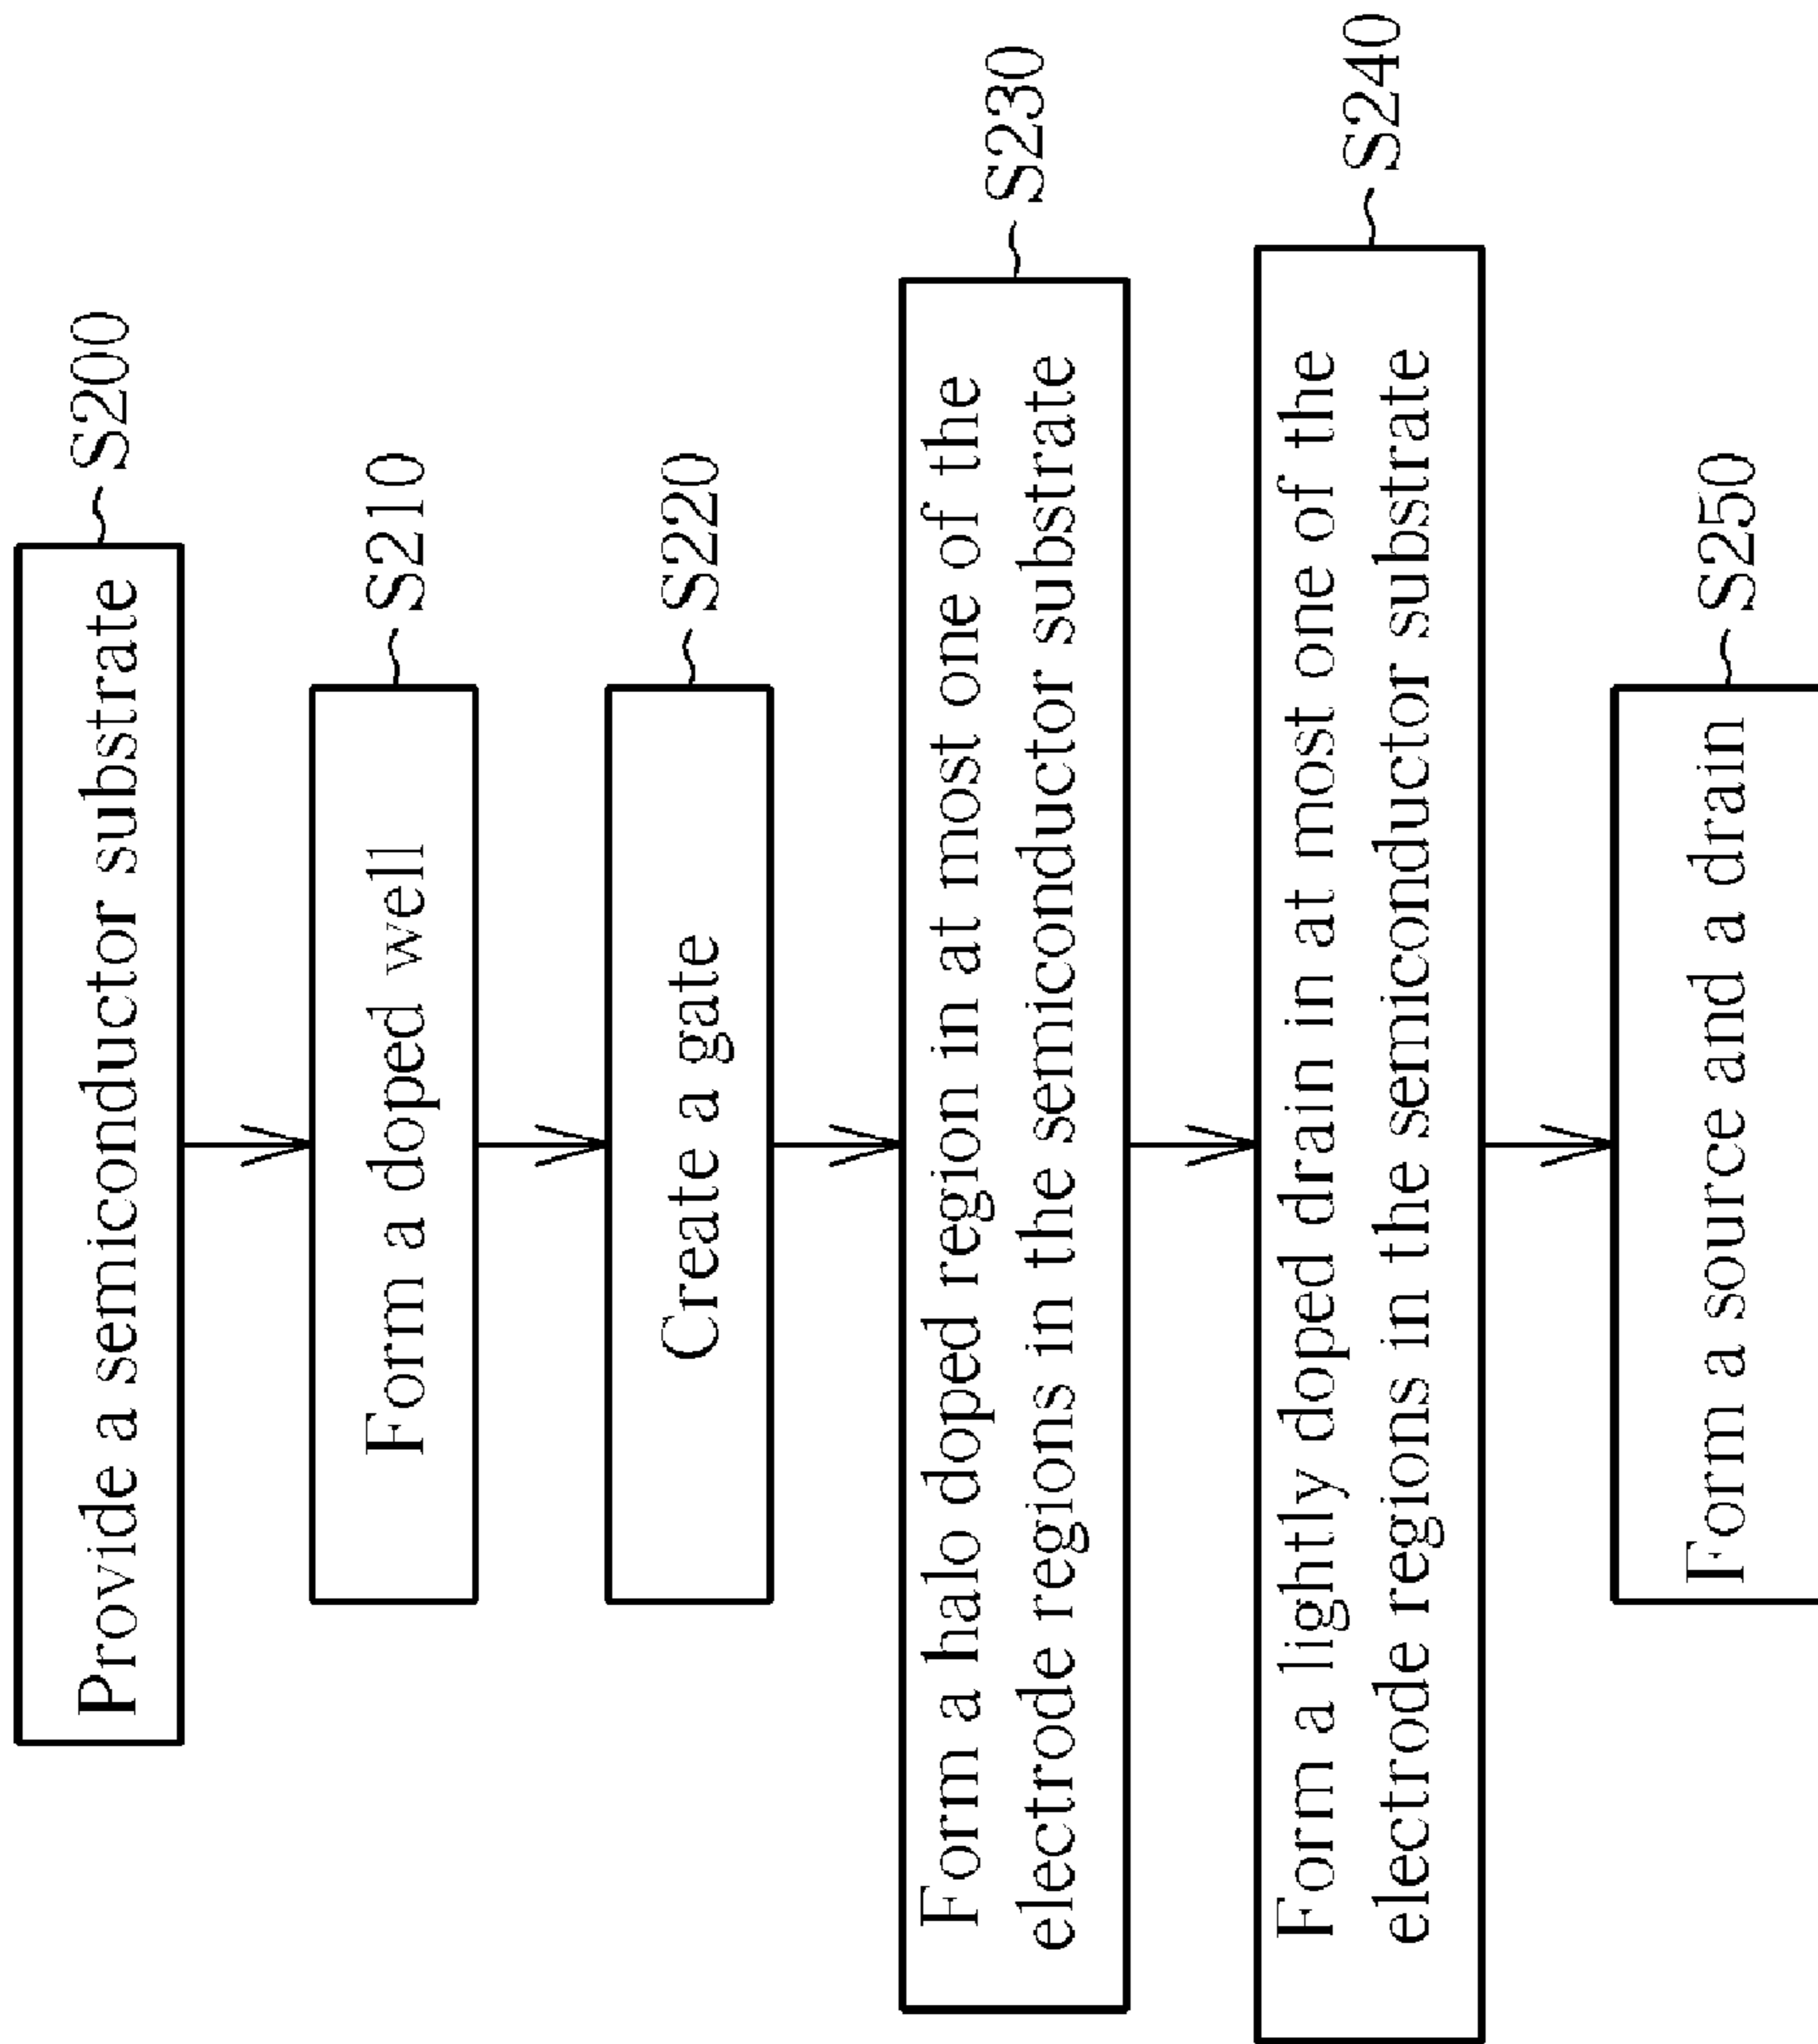 Provide a semiconductor substrate
S200
Form a doped well
S210
Create a gate
S220
Form a halo doped region in at most one of the
electrode regions in the semiconductor substrate
S230
Form a lightly doped drain in at most one of the
electrode regions in the semiconductor substrate
S240
Form a source and a drain
S250